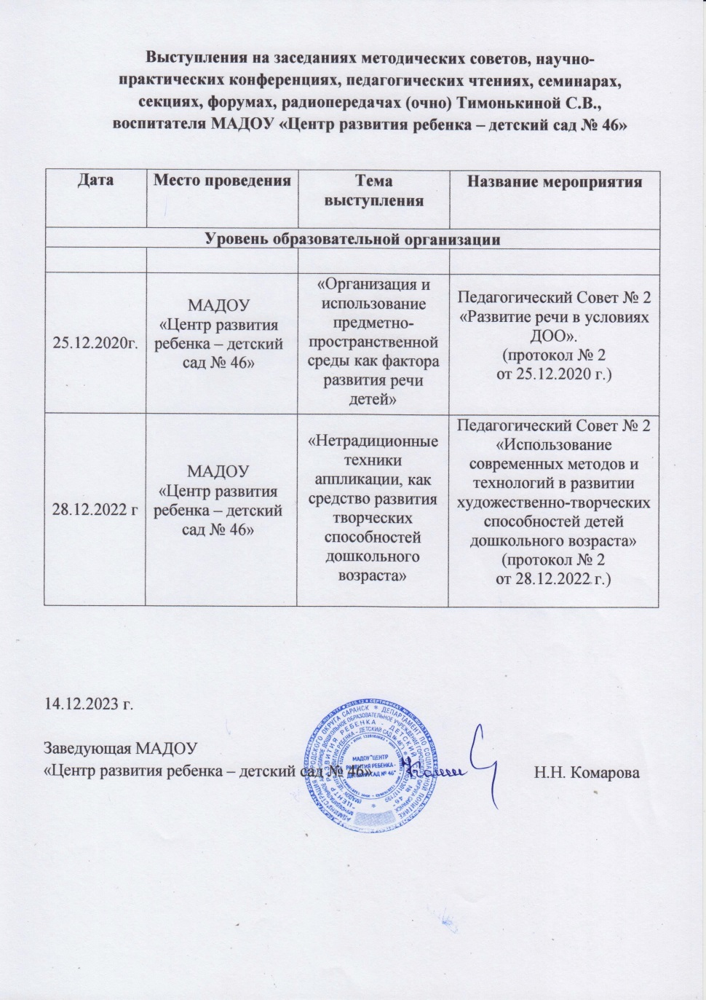 Выступления на заседаниях методических советов, научно-
практических конференциях, педагогических чтениях, семинарах,
секциях, форумах, радиопередачах (очно) Тимонькиной С.В.,
воспитателя МАДОУ «Центр развития ребенка – детский сад № 46»
Дата
Место проведения
Тема
выступления
Название мероприятия
Уровень образовательной организации
25.12.2020г.
МАДОУ
«Центр развития
ребенка – детский
сад № 46»
«Организация и
использование
предметно-
пространственной
среды как фактора
развития речи
детей»
Педагогический Совет № 2
«Развитие речи в условиях
ДОО».
(протокол № 2
от 25.12.2020 г.)
28.12.2022 г
МАДОУ
«Центр развития
ребенка – детский
сад № 46»
«Нетрадиционные
техники
аппликации, как
средство развития
творческих
способностей
дошкольного
возраста»
Педагогический Совет № 2
«Использование
современных методов и
технологий в развитии
художественно-творческих
способностей детей
дошкольного возраста»
(протокол № 2
от 28.12.2022 г.)
14.12.2023 г.
Заведующая МАДОУ
«Центр развития ребенка – детский сад № 46»
Н.Н. Комарова
МАДОУ "ЦЕНТР
РАЗВИТИЯ РЕБЕНКА -
ДЕТСКИЙ САД № 46"